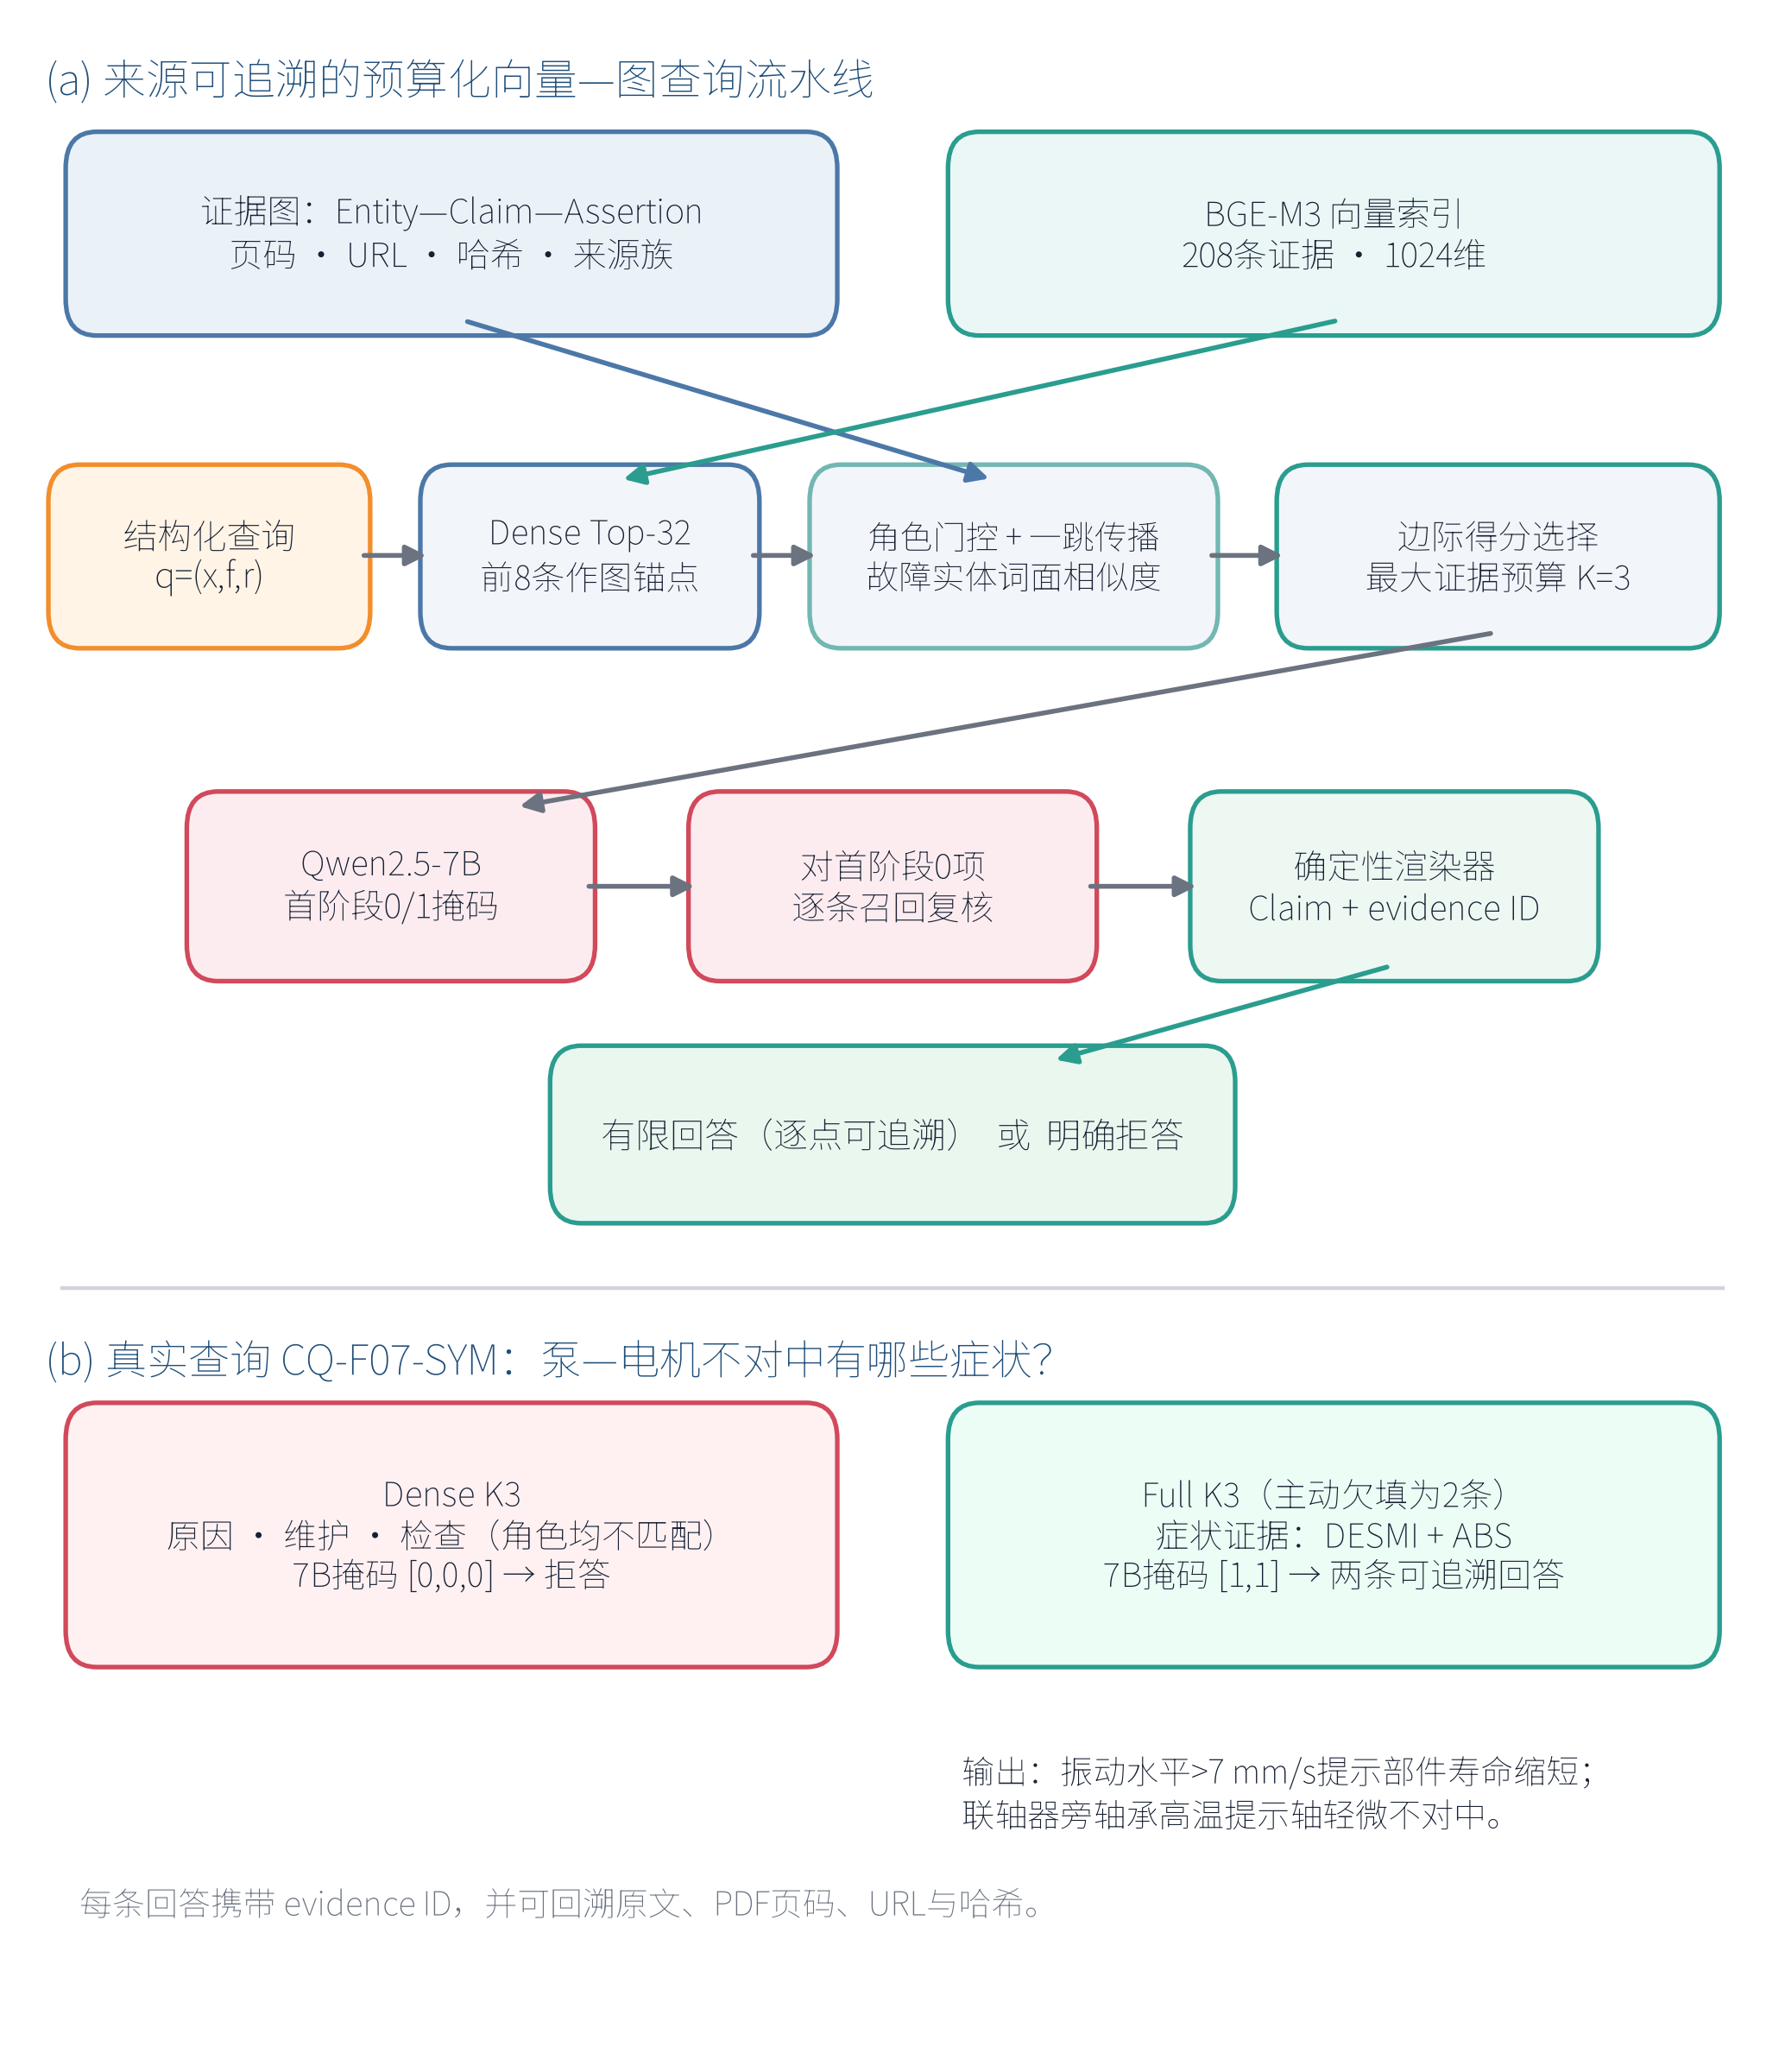 (a) 来源可追溯的预算化向量—图查询流水线
证据图：Entity—Claim—Assertion
页码 • URL • 哈希 • 来源族
BGE-M3 向量索引
208条证据 • 1024维
结构化查询
q=(x,f,r)
Dense Top-32
前8条作图锚点
角色门控 + 一跳传播
故障实体词面相似度
边际得分选择
最大证据预算 K=3
Qwen2.5-7B
首阶段0/1掩码
对首阶段0项
逐条召回复核
确定性渲染器
Claim + evidence ID
有限回答（逐点可追溯） 或 明确拒答
(b) 真实查询 CQ-F07-SYM：泵—电机不对中有哪些症状？
Dense K3
原因 • 维护 • 检查（角色均不匹配）
7B掩码 [0,0,0] → 拒答
Full K3（主动欠填为2条）
症状证据：DESMI + ABS
7B掩码 [1,1] → 两条可追溯回答
输出：振动水平>7 mm/s提示部件寿命缩短；
联轴器旁轴承高温提示轴轻微不对中。
每条回答携带 evidence ID，并可回溯原文、PDF页码、URL与哈希。